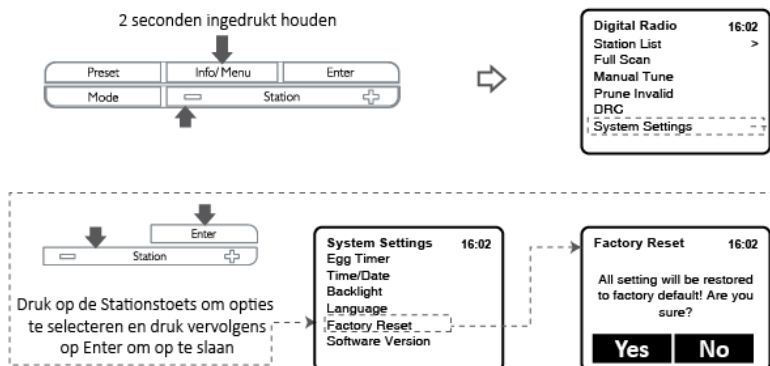 2 seconden ingedrukt houden
Preset Info/ Menu Enter
Mode Station
Digital Radio 16:02
Station List >
Full Scan
Manual Tune
Prune Invalid
DRC
System Settings
Enter
Station
Druk op de Stationstoets om opties
te selecteren en druk vervolgens
op Enter om op te slaan
System Settings 16:02
Egg Timer
Time/Date
Backlight
Language
Factory Reset
Software Version
Factory Reset 16:02
All setting will be restored
to factory default! Are you
sure?
Yes No